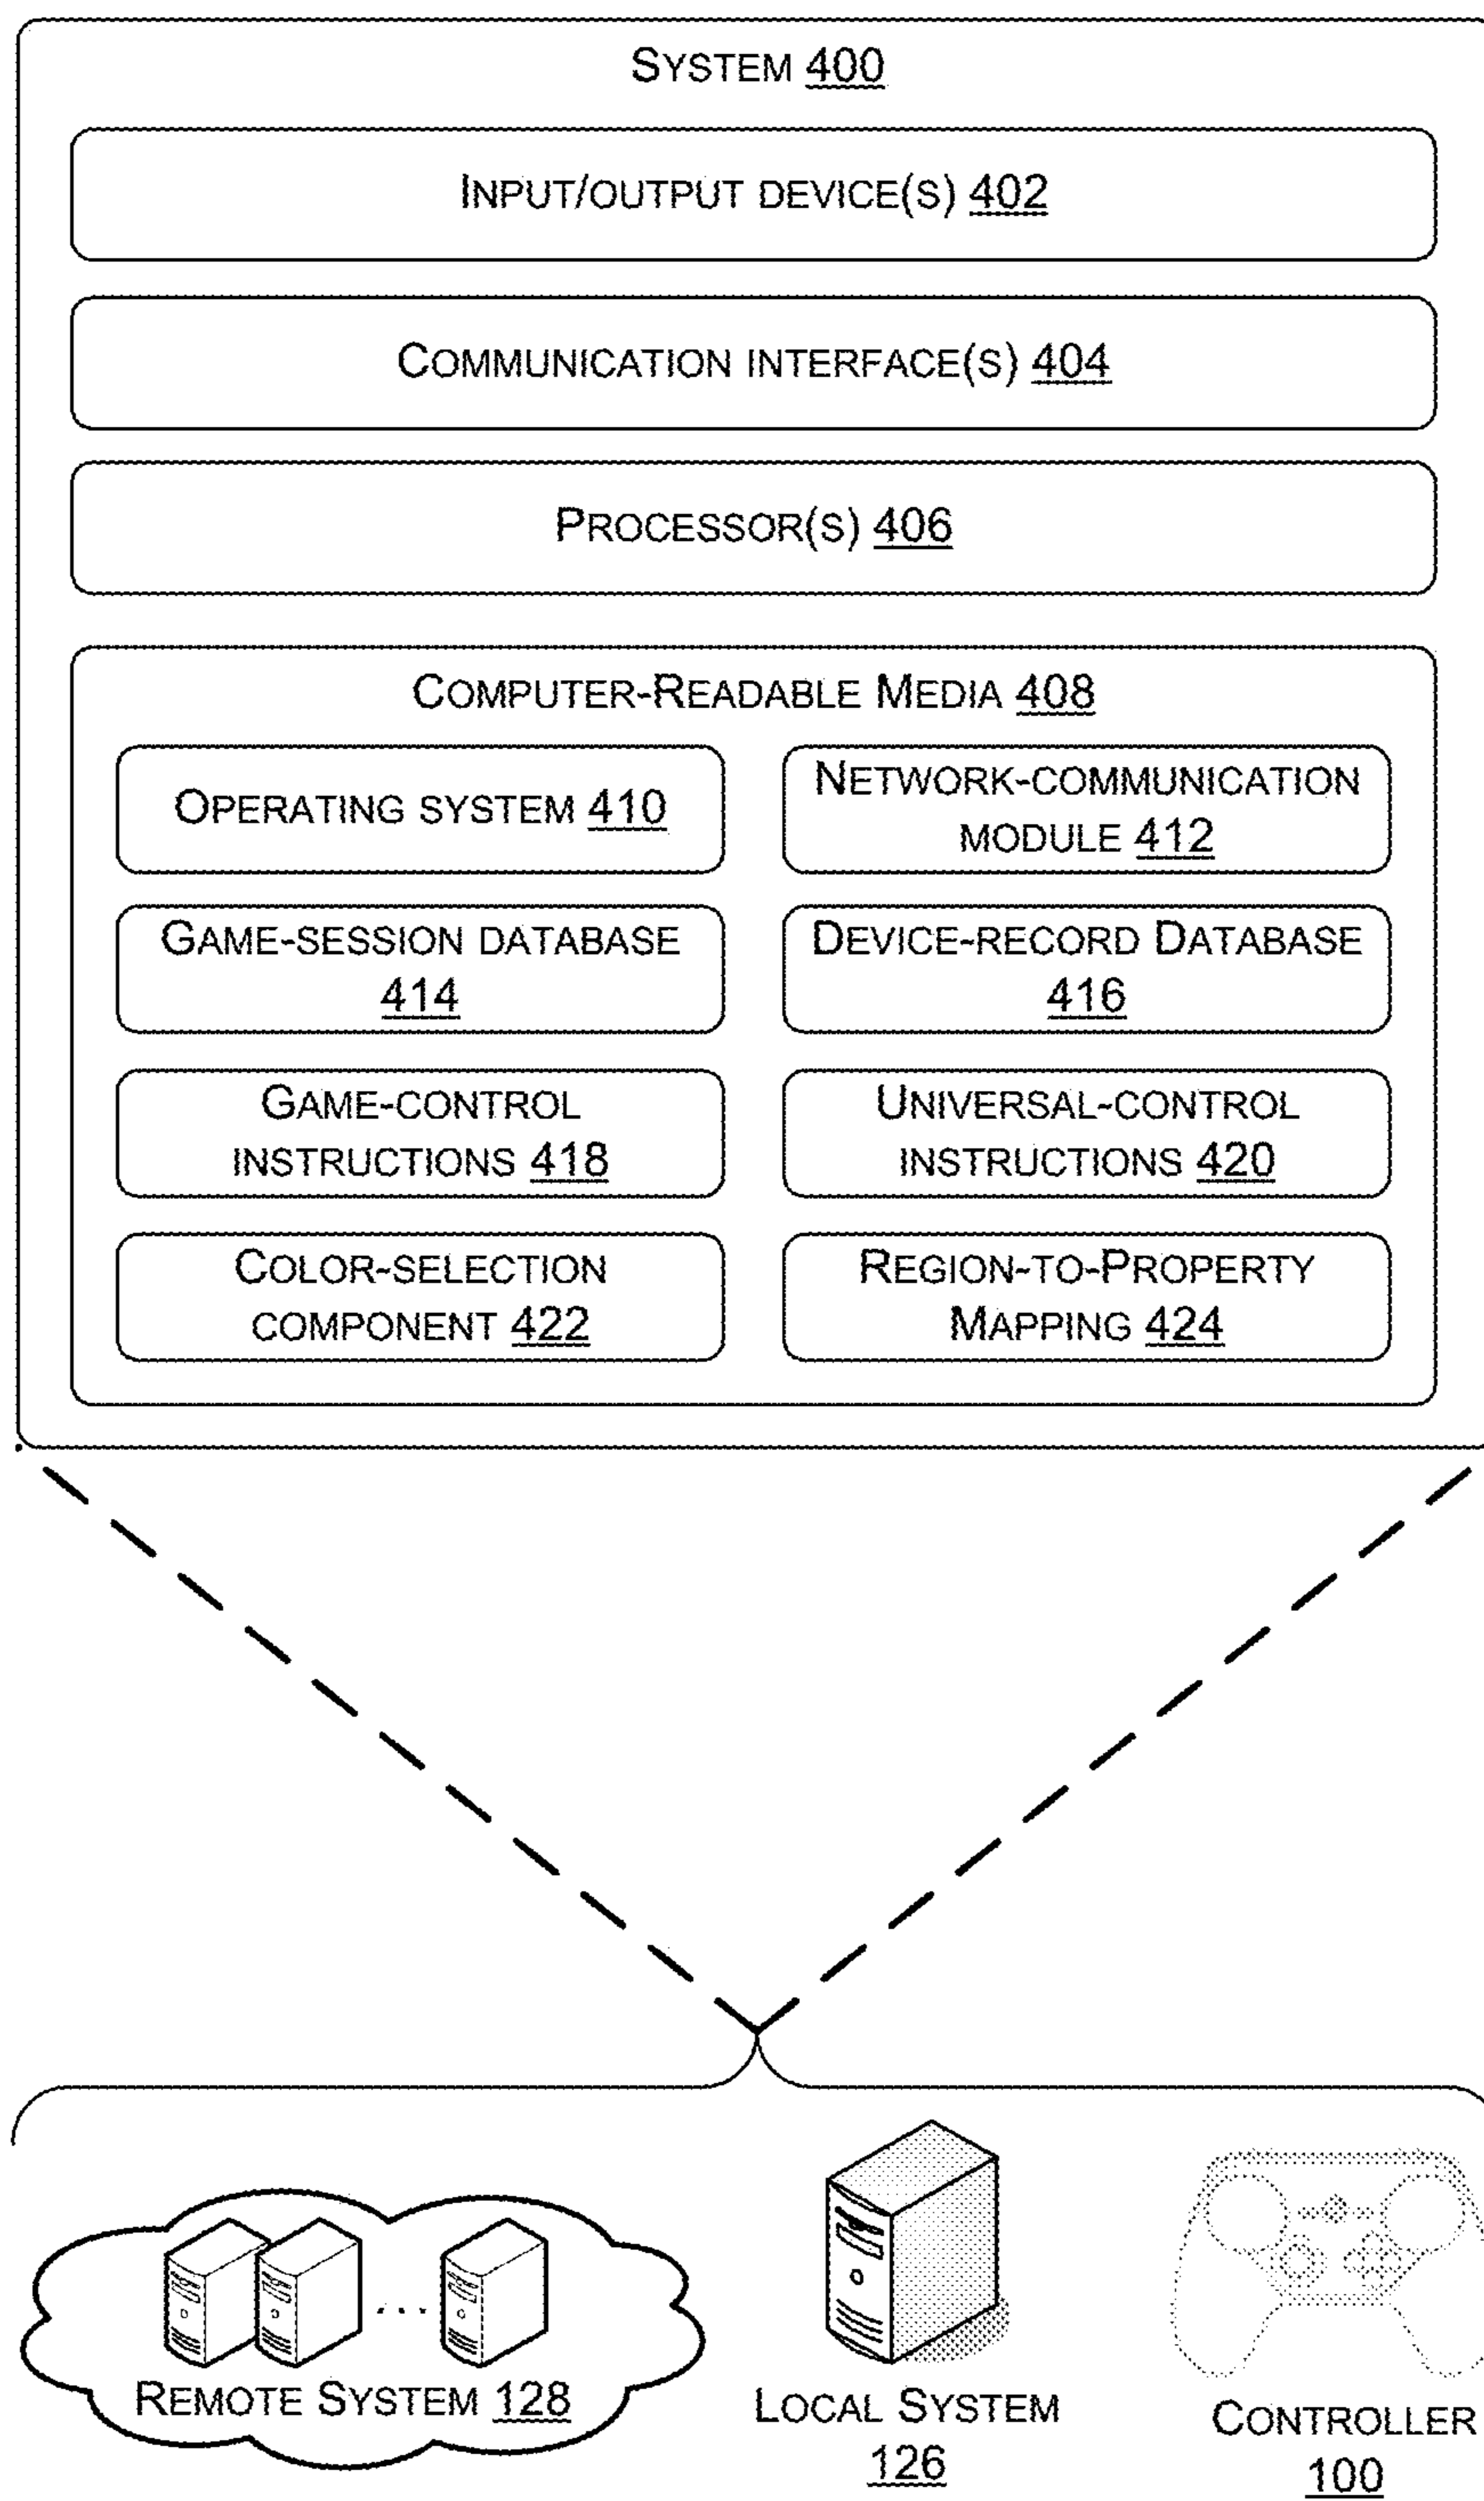 System 400
Input/output device(s) 402
Communication interface(s) 404
Processor(s) 406
Computer-Readable Media 408
Operating system 410
Network-communication
module 412
Game-session database
414
Device-record Database
416
Game-control
instructions 418
Universal-control
instructions 420
Color-selection
component 422
Region-to-Property
Mapping 424
Remote System 128
Local System
126
Controller
100